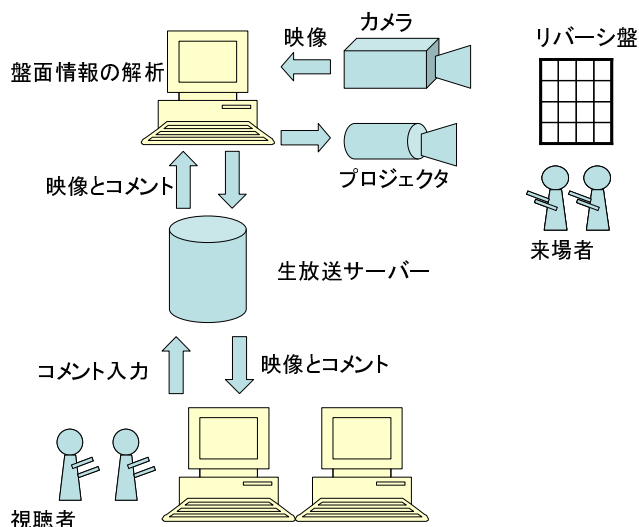 カメラ
映像
リバーシ盤
盤面情報の解析
プロジェクタ
映像とコメント
来場者
生放送サーバー
コメント入力
映像とコメント
視聴者